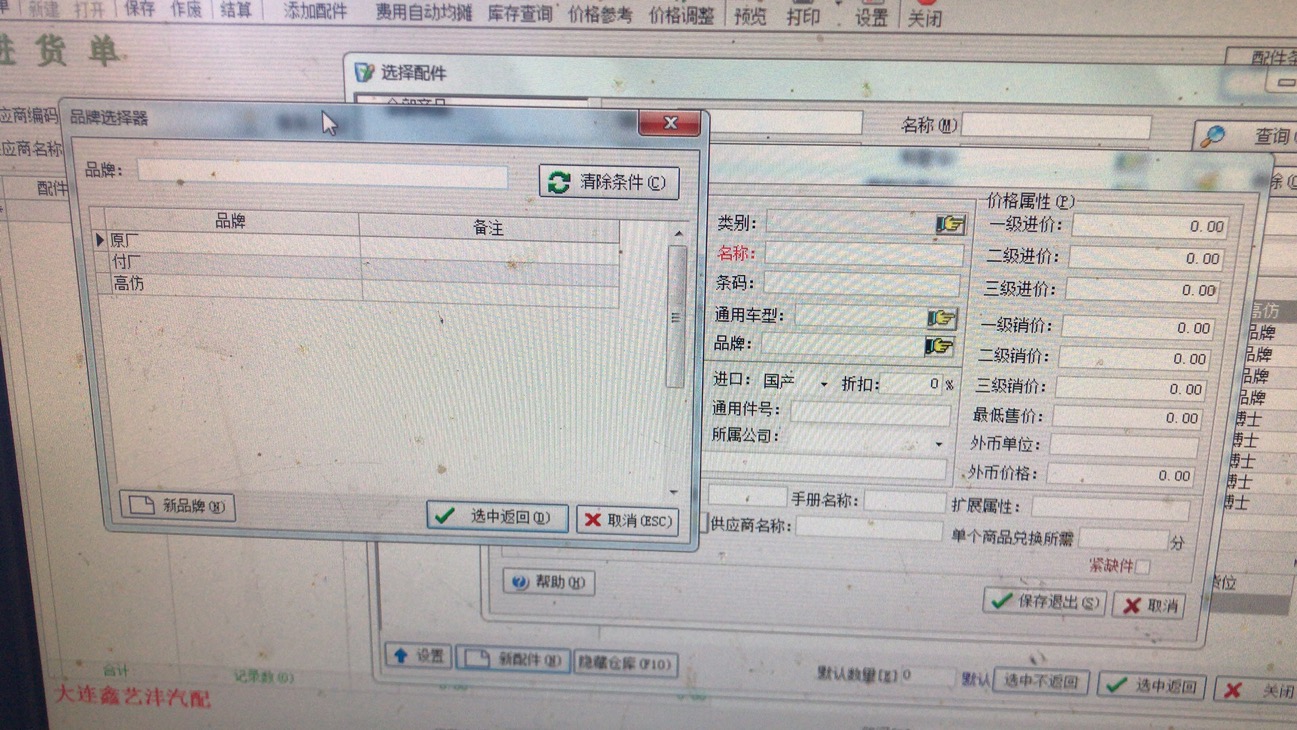 新建 打开 保存 作废 结算 添加配件 费用自动均摊 库存查询 价格参考 价格调整 预览 打印 设置 关闭
进货单
选择配件
全部商品
应商编码
应商名称
配件
名称(M)
查询
品牌选择器
品牌:
清除条件(C)
品牌 备注
原厂
付厂
高仿
新品牌(N)
选中返回(D)
取消(ESC)
类别:
名称:
条码:
通用车型:
品牌:
进口: 国产 折扣: 0 %
通用件号:
所属公司:
手册名称:
供应商名称:
价格属性(P)
一级进价: 0.00
二级进价: 0.00
三级进价: 0.00
一级销价: 0.00
二级销价: 0.00
三级销价: 0.00
最低售价: 0.00
外币单位:
外币价格: 0.00
扩展属性:
单个商品兑换所需 分
紧缺件
帮助(H)
保存退出(S)
取消
高仿
品牌
品牌
品牌
品牌
博士
博士
博士
博士
博士
货位
设置
新配件(N)
隐藏仓库(F10)
默认数量(E) 0
默认
选中不返回
选中返回
关闭
合计
记录数(0)
大连鑫艺沣汽配